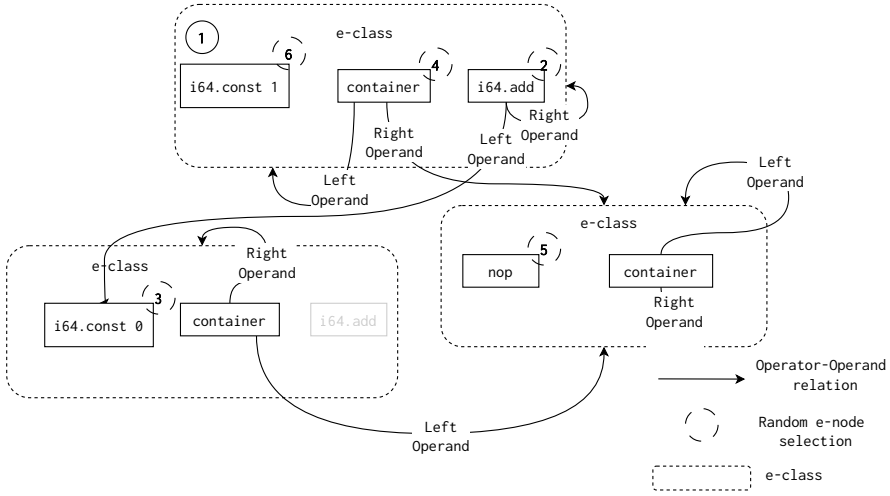 1
e-class
6
4
2
i64.const 1
container
i64.add
Right
Operand
Left
Operand
Right
Operand
Left
Operand
Left
Operand
e-class
5
nop
container
Right
Operand
e-class
Right
Operand
3
i64.const 0
container
i64.add
Left
Operand
Operator-Operand
relation
Random e-node
selection
e-class